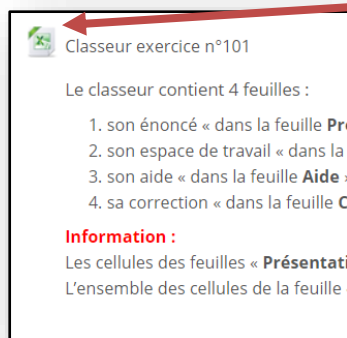 Classeur exercice n°101
Le classeur contient 4 feuilles :
1. son énoncé « dans la feuille
2. son espace de travail « dans la
3. son aide « dans la feuille Aide »
4. sa correction « dans la feuille
Information :
Les cellules des feuilles «
L'ensemble des cellules de la feuille